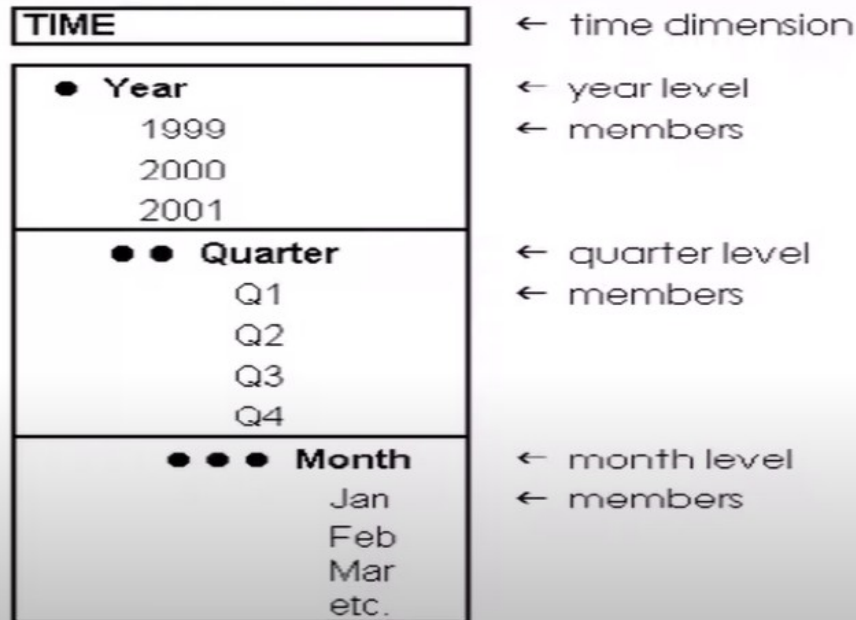 TIME ← time dimension
● Year ← year level
1999 ← members
2000
2001
●● Quarter ← quarter level
Q1 ← members
Q2
Q3
Q4
●●● Month ← month level
Jan ← members
Feb
Mar
etc.